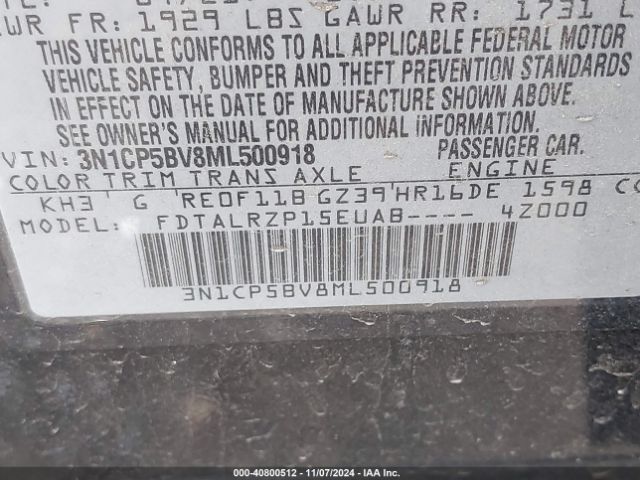 WR FR: 1929 LBS GAWR RR: 1731 L
THIS VEHICLE CONFORMS TO ALL APPLICABLE FEDERAL MOTOR
VEHICLE SAFETY, BUMPER AND THEFT PREVENTION STANDARDS
IN EFFECT ON THE DATE OF MANUFACTURE SHOWN ABOVE.
SEE OWNER'S MANUAL FOR ADDITIONAL INFORMATION
VIN: 3N1CP5BV8ML500918 PASSENGER CAR
COLOR TRIM TRANS AXLE ENGINE
KH3 G RE0F11B GZ39 HR16DE 1598 CC
FDTALRZP15EUAB---- 4Z000
3N1CP5BV8ML500918
000-40800512 - 11/07/2024 - IAA Inc.